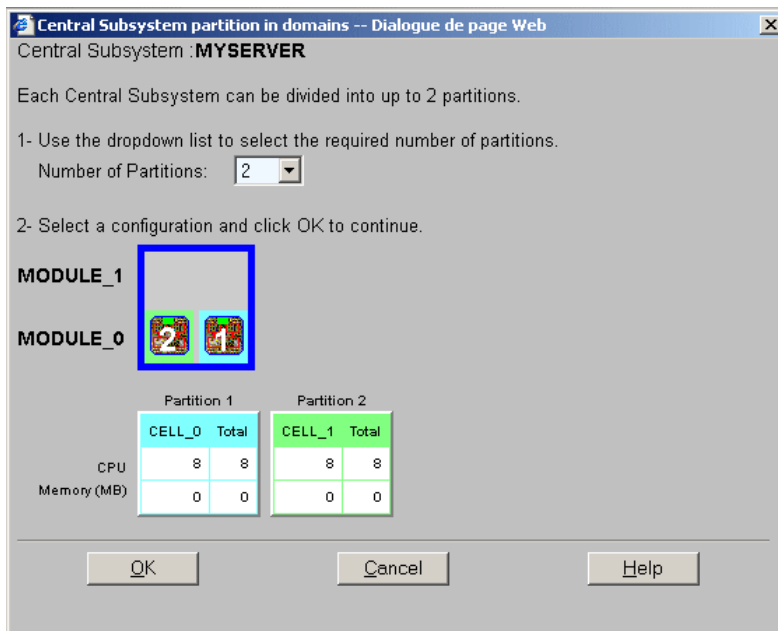 Central Subsystem partition in domains -- Dialogue de page Web
Central Subsystem :MYSERVER
Each Central Subsystem can be divided into up to 2 partitions.
1- Use the dropdown list to select the required number of partitions.
Number of Partitions: 2
2- Select a configuration and click OK to continue.
MODULE_1
MODULE_0 2 1
Partition 1 Partition 2
CELL_0 Total CELL_1 Total
CPU 8 8 8 8
Memory (MB) 0 0 0 0
OK Cancel Help